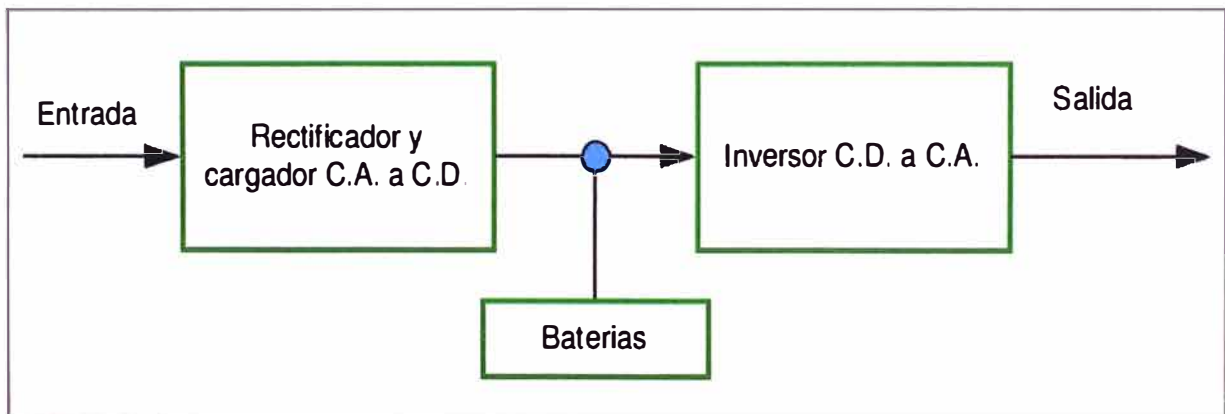 Entrada
Rectificador y
cargador C.A. a C.D.
Inversor C.D. a C.A.
Salida
Baterias